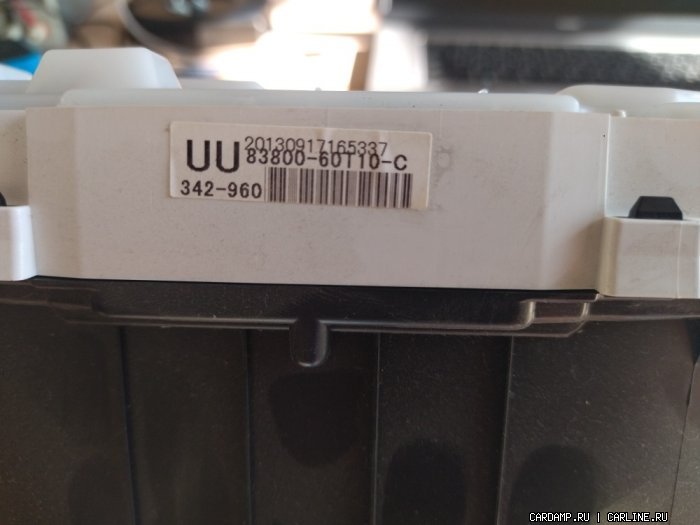 20130917165337
UU 83800-60T10-C
342-960
CARDAMP.RU | CARLINE.RU